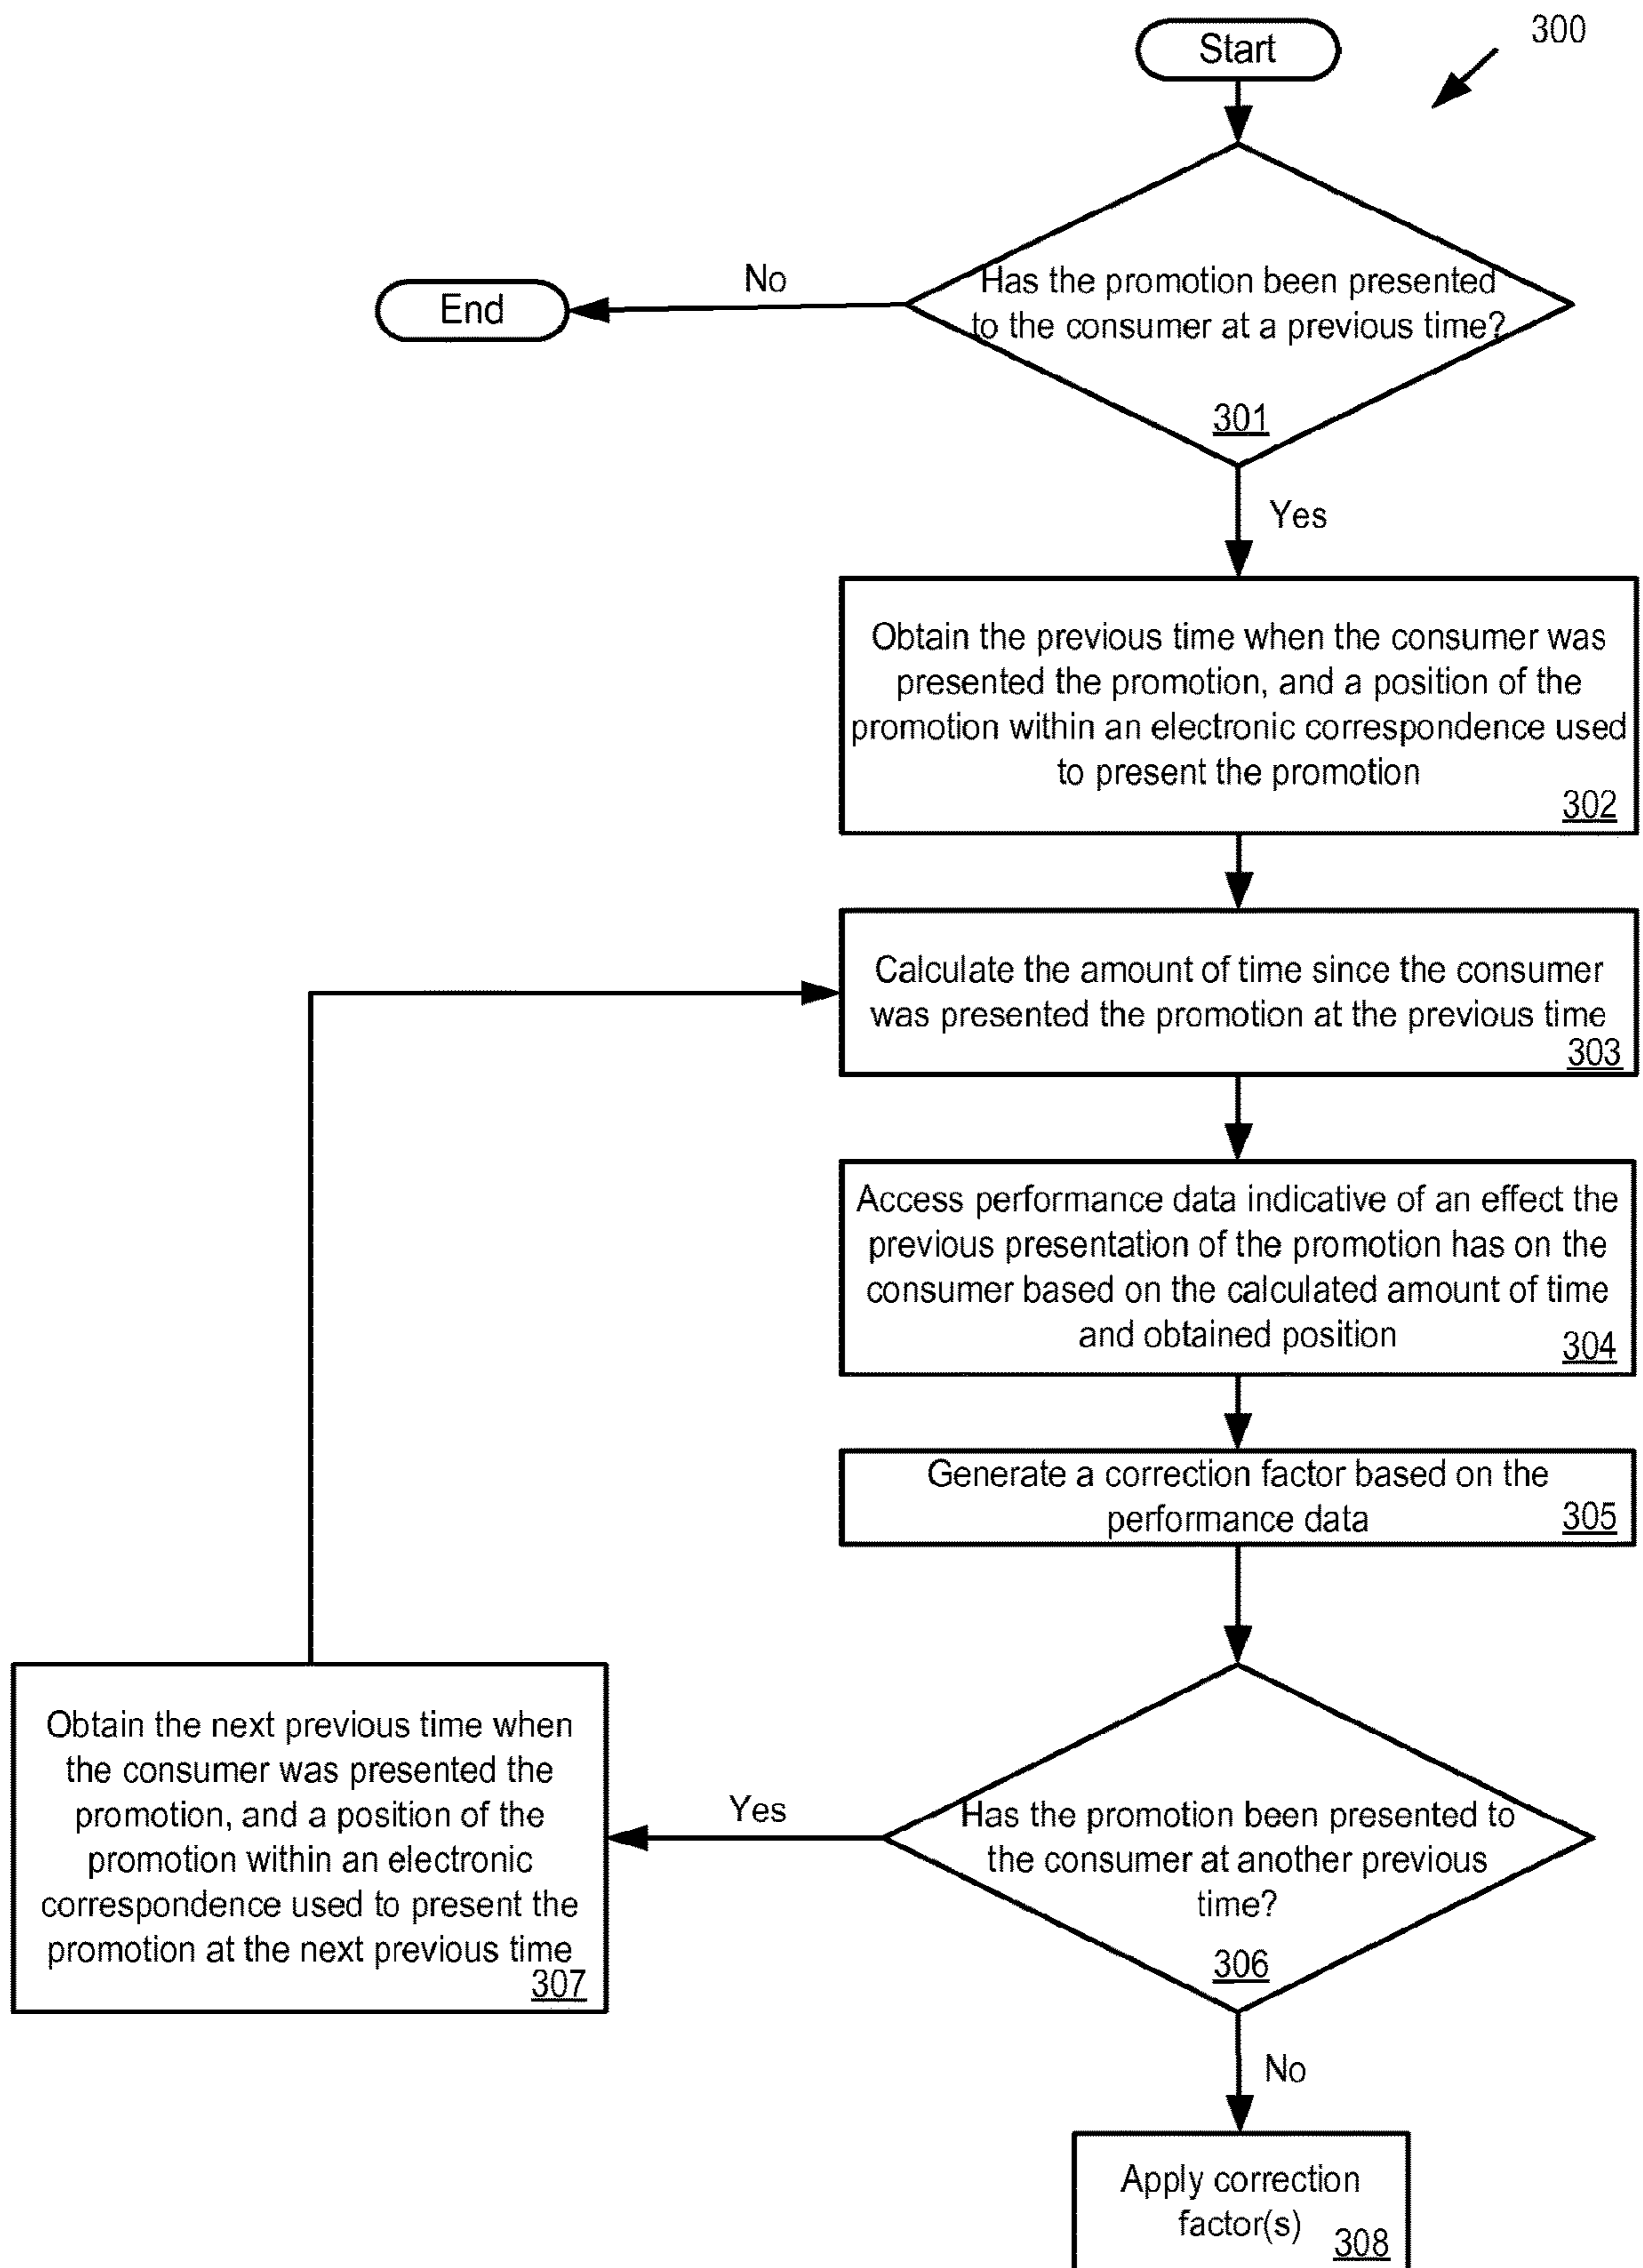 Start
300
Has the promotion been presented
to the consumer at a previous time?
301
No
End
Yes
Obtain the previous time when the consumer was
presented the promotion, and a position of the
promotion within an electronic correspondence used
to present the promotion
302
Calculate the amount of time since the consumer
was presented the promotion at the previous time
303
Access performance data indicative of an effect the
previous presentation of the promotion has on the
consumer based on the calculated amount of time
and obtained position
304
Generate a correction factor based on the
performance data
305
Has the promotion been presented to
the consumer at another previous
time?
306
Yes
Obtain the next previous time when
the consumer was presented the
promotion, and a position of the
promotion within an electronic
correspondence used to present the
promotion at the next previous time
307
No
Apply correction
factor(s)
308